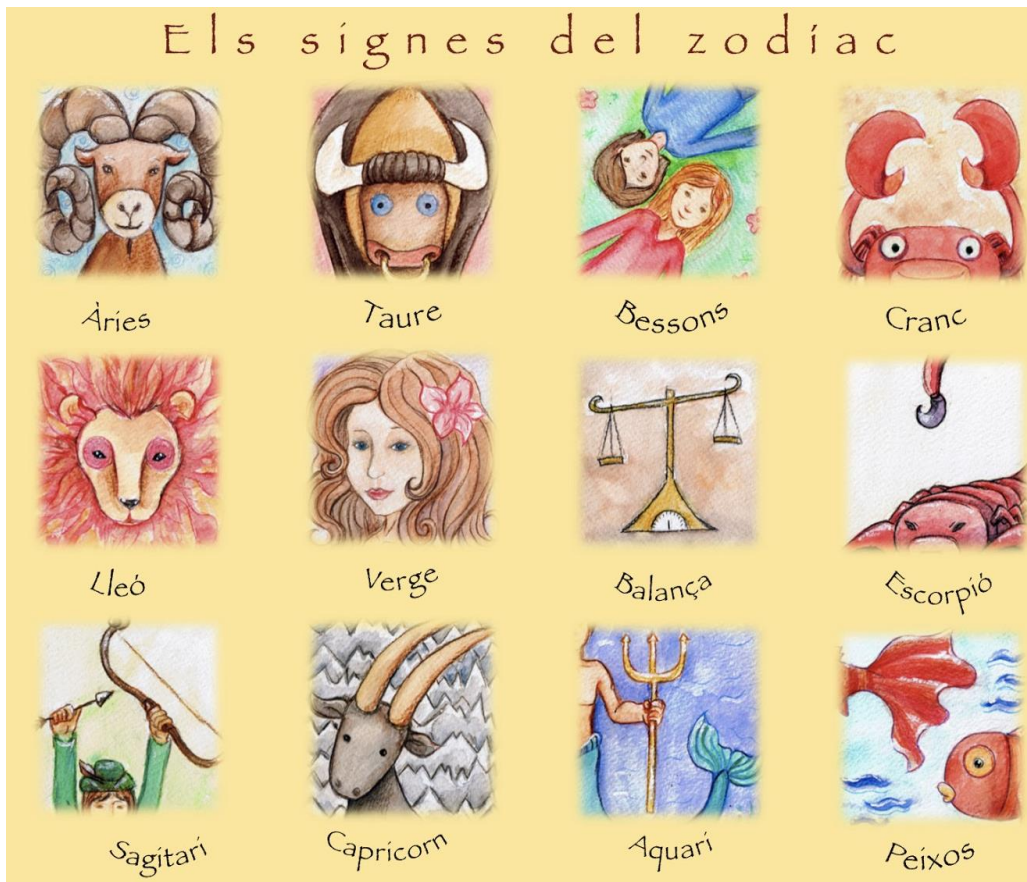 Els signes del zodíac
Àries
Taure
Bessons
Cranc
Lleó
Verge
Balança
Escorpió
Sagitari
Capricorn
Aquari
Peixos